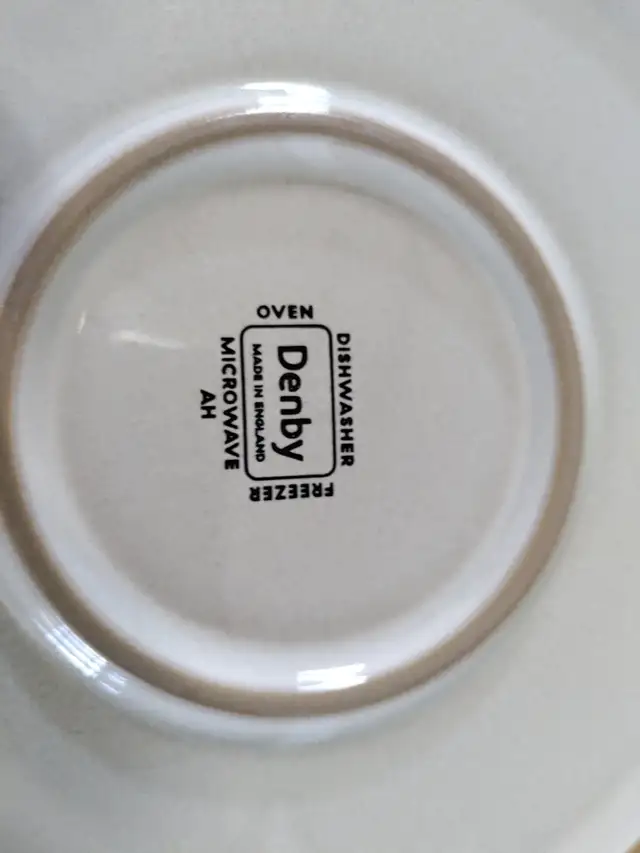 OVEN
DISHWASHER
Denby
MADE IN ENGLAND
MICROWAVE
AH
FREEZER